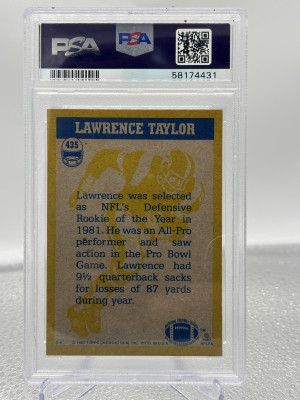 PSA
PSA
58174431
LAWRENCE TAYLOR
435
Lawrence was selected
as NFL's Defensive
Rookie of the Year in
1981. He was an All-Pro
performer and saw
action in the Pro Bowl
Game. Lawrence had
9½ quarterback sacks
for losses of 87 yards
during year.